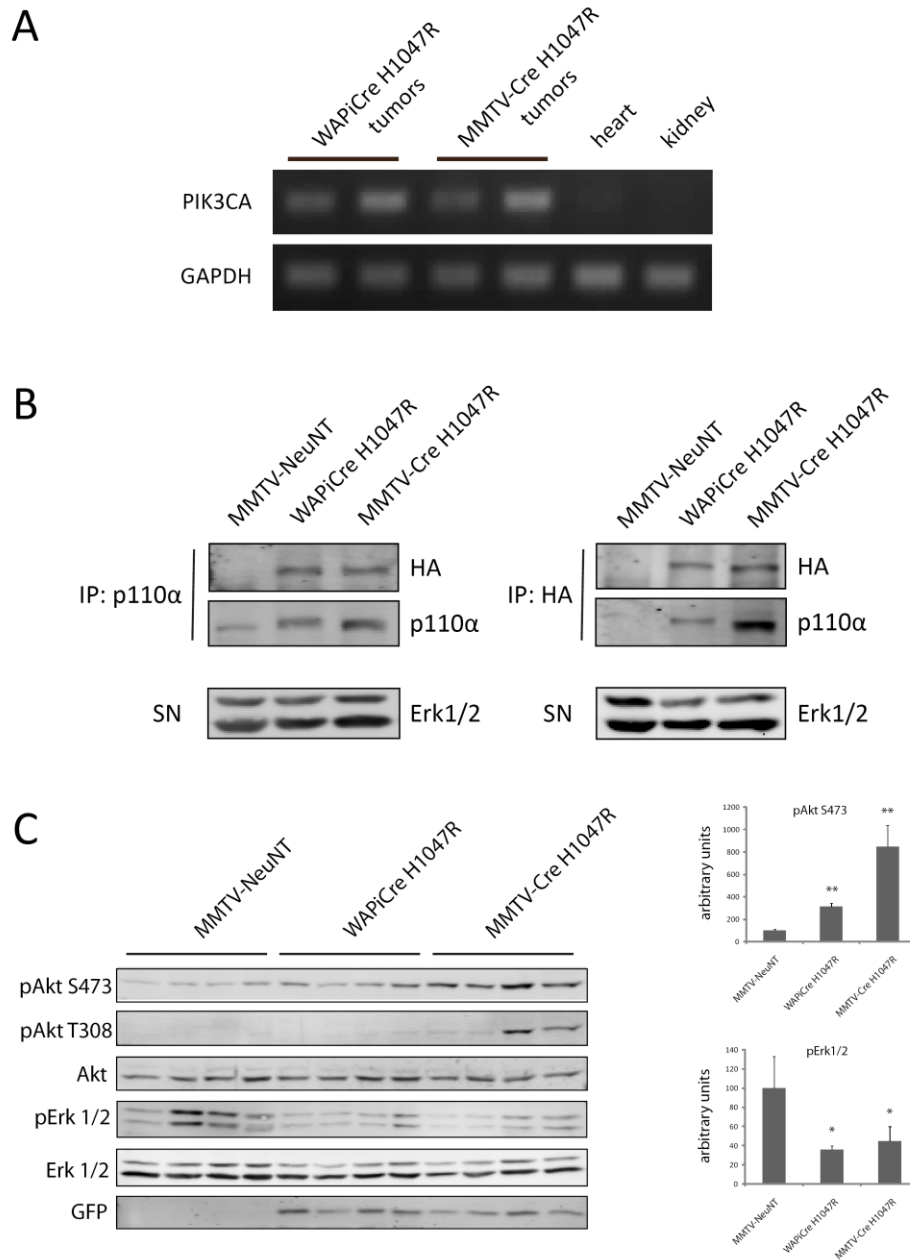 A
WAPiCre H1047R
tumors
MMTV-Cre H1047R
tumors
heart
kidney
PIK3CA
GAPDH
B
MMTV-NeuNT
WAPiCre H1047R
MMTV-Cre H1047R
IP: p110α
HA
p110α
SN
Erk1/2
MMTV-NeuNT
WAPiCre H1047R
MMTV-Cre H1047R
IP: HA
HA
p110α
SN
Erk1/2
C
MMTV-NeuNT
WAPiCre H1047R
MMTV-Cre H1047R
pAkt S473
pAkt T308
Akt
pErk 1/2
Erk 1/2
GFP
pAkt S473
arbitrary units
1200
1000
800
600
400
200
0
**
**
MMTV-NeuNT
WAPiCre H1047R
MMTV-Cre H1047R
pErk1/2
arbitrary units
140
120
100
80
60
40
20
0
*
*
MMTV-NeuNT
WAPiCre H1047R
MMTV-Cre H1047R